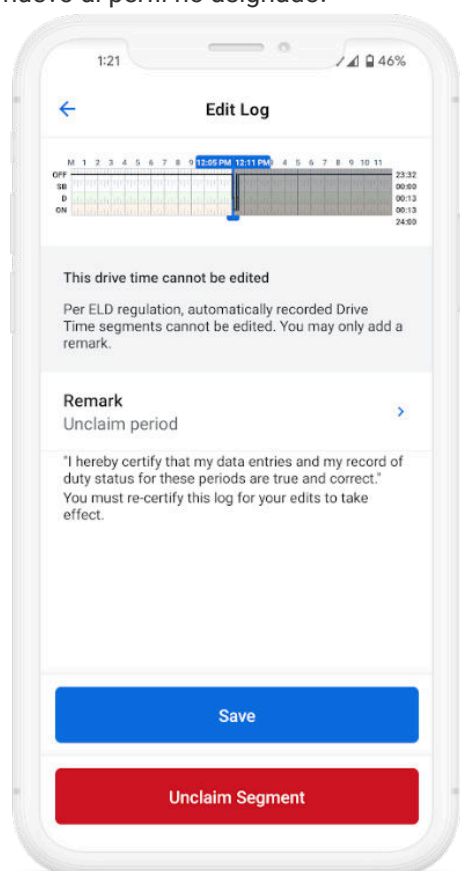 nuevo al perfil no asignado.
1:21
46%
Edit Log
M 1 2 3 4 5 6 7 8 9 12:05 PM 12:11 PM 4 5 6 7 8 9 10 11
OFF 23:32
SB 00:00
D 00:13
ON 00:13
24:00
This drive time cannot be edited
Per ELD regulation, automatically recorded Drive
Time segments cannot be edited. You may only add a
remark.
Remark
Unclaim period
"I hereby certify that my data entries and my record of
duty status for these periods are true and correct."
You must re-certify this log for your edits to take
effect.
Save
Unclaim Segment